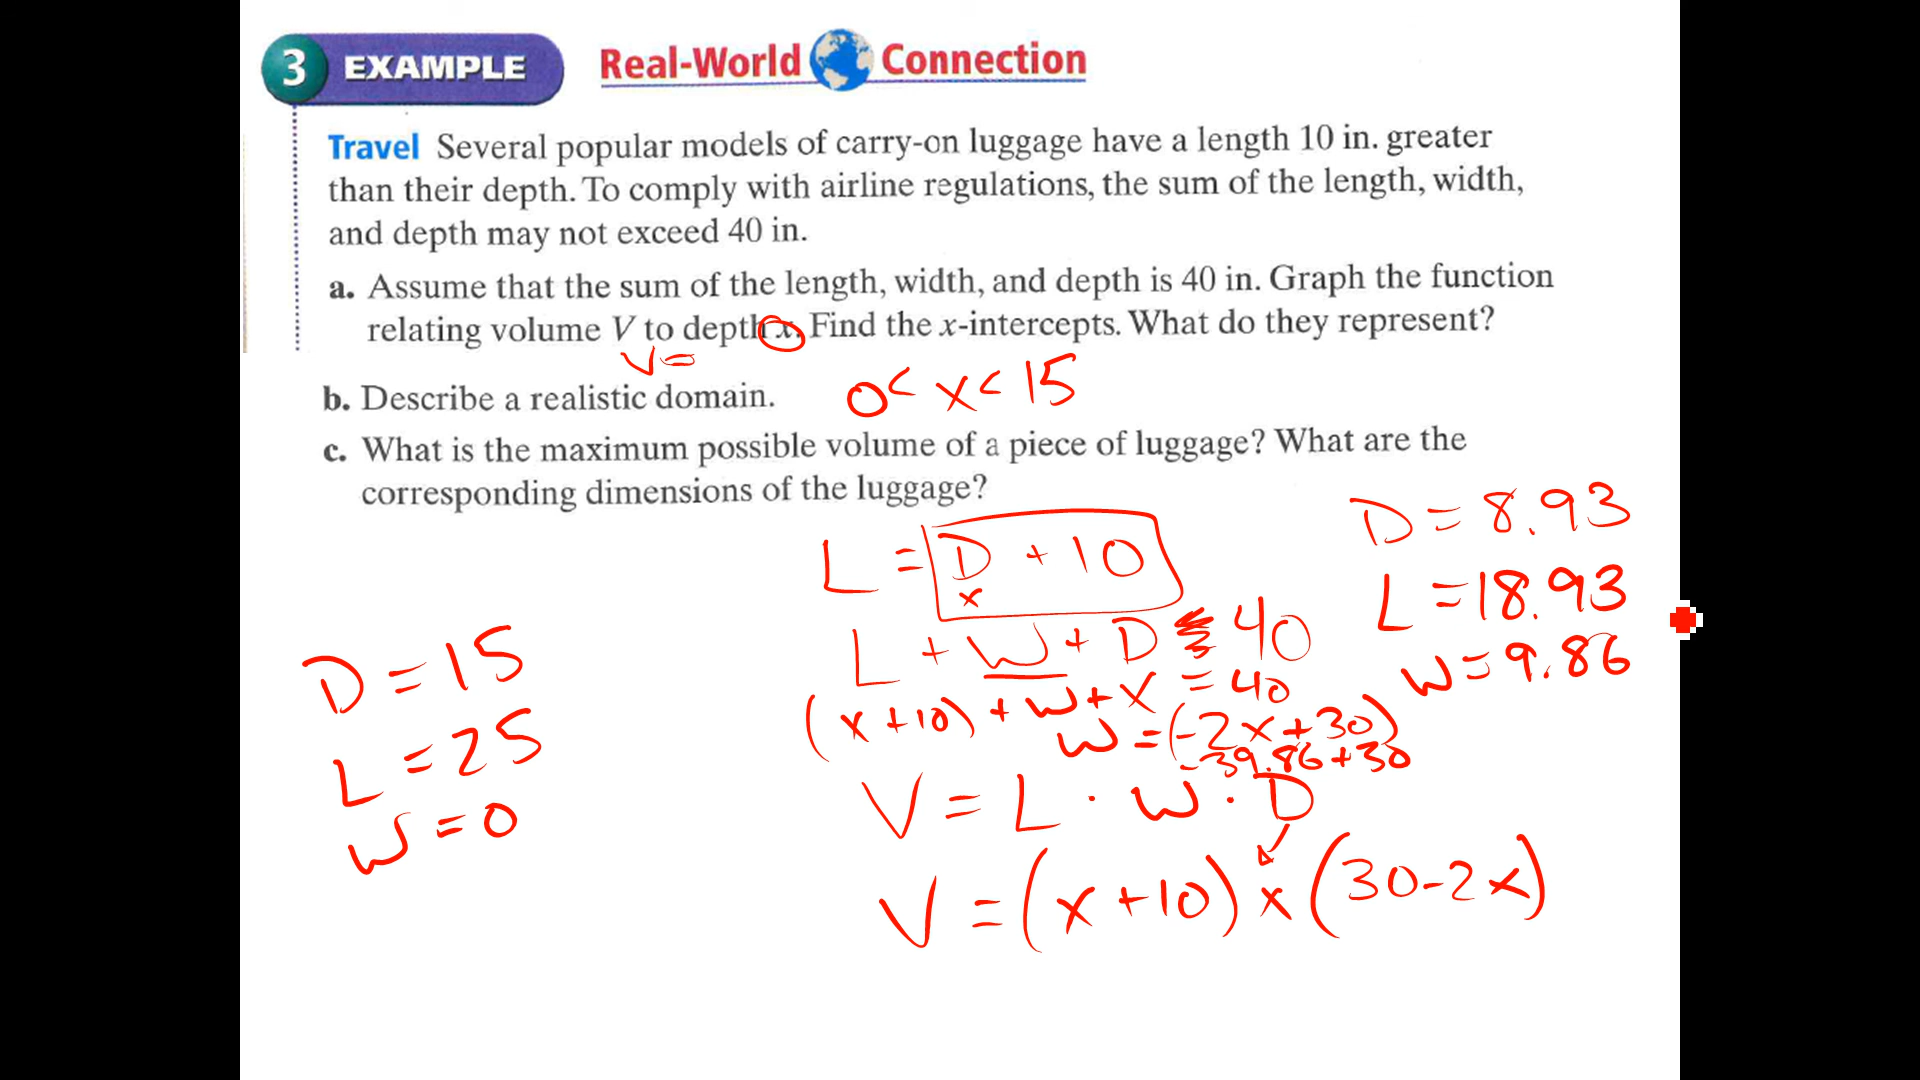 3 EXAMPLE Real-World Connection
Travel Several popular models of carry-on luggage have a length 10 in. greater
than their depth. To comply with airline regulations, the sum of the length, width,
and depth may not exceed 40 in.
a. Assume that the sum of the length, width, and depth is 40 in. Graph the function
relating volume V to depth x. Find the x-intercepts. What do they represent?
V=
b. Describe a realistic domain. 0< x< 15
c. What is the maximum possible volume of a piece of luggage? What are the
corresponding dimensions of the luggage?
D = 8.93
L = D + 10
x
L = 18.93
L + W + D 40
W = 9.86
(x+10) + W + X = 40
W = (-2x+30)
-39.86+30
D = 15
L = 25
W = 0
V = L · W · D
V = (x+10) x (30-2x)